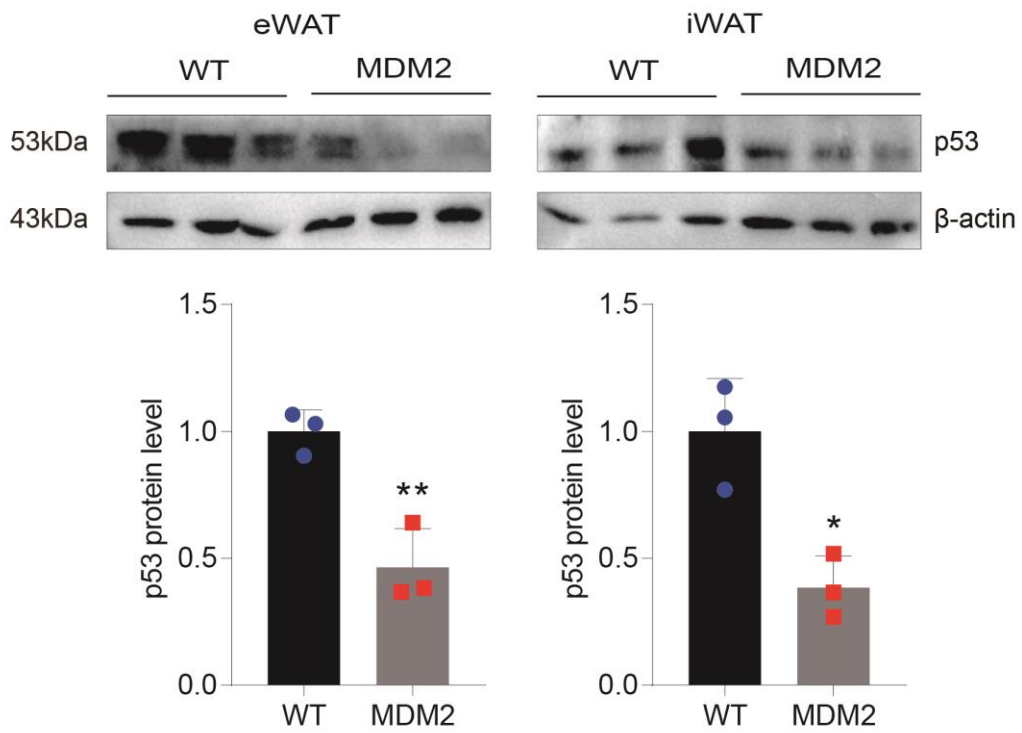 eWAT iWAT
WT MDM2 WT MDM2
53kDa p53
43kDa β-actin
1.5 1.5
1.0 1.0
** *
0.5 0.5
0.0 0.0
p53 protein level p53 protein level
WT MDM2 WT MDM2